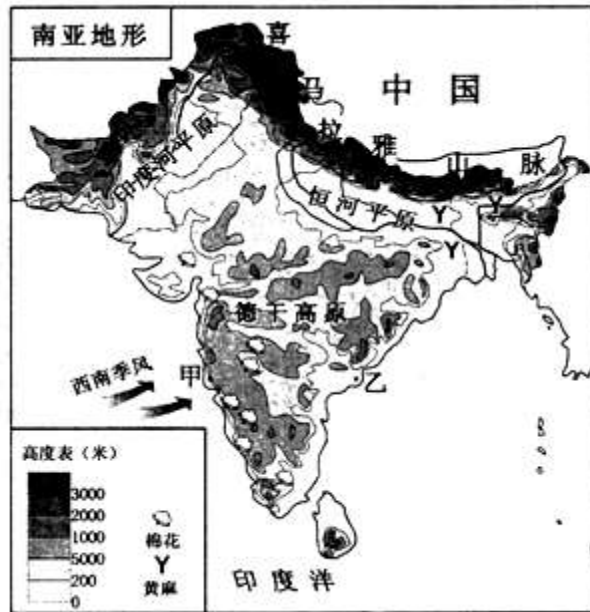 南亚地形
喜
马
拉
雅
山
脉
中国
印度河平原
恒河平原
德干高原
西南季风
甲
乙
高度表（米）
3000
2000
1000
5000
200
0
棉花
黄麻
印度洋